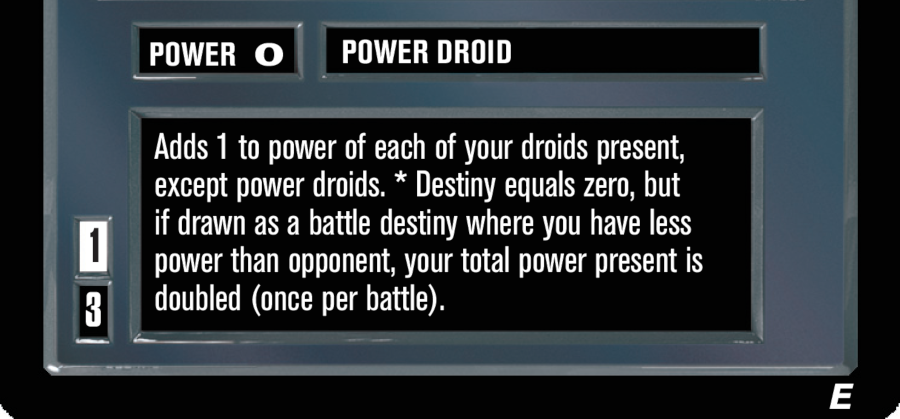 POWER 0 POWER DROID
Adds 1 to power of each of your droids present,
except power droids. * Destiny equals zero, but
if drawn as a battle destiny where you have less
power than opponent, your total power present is
doubled (once per battle).
1
3
E